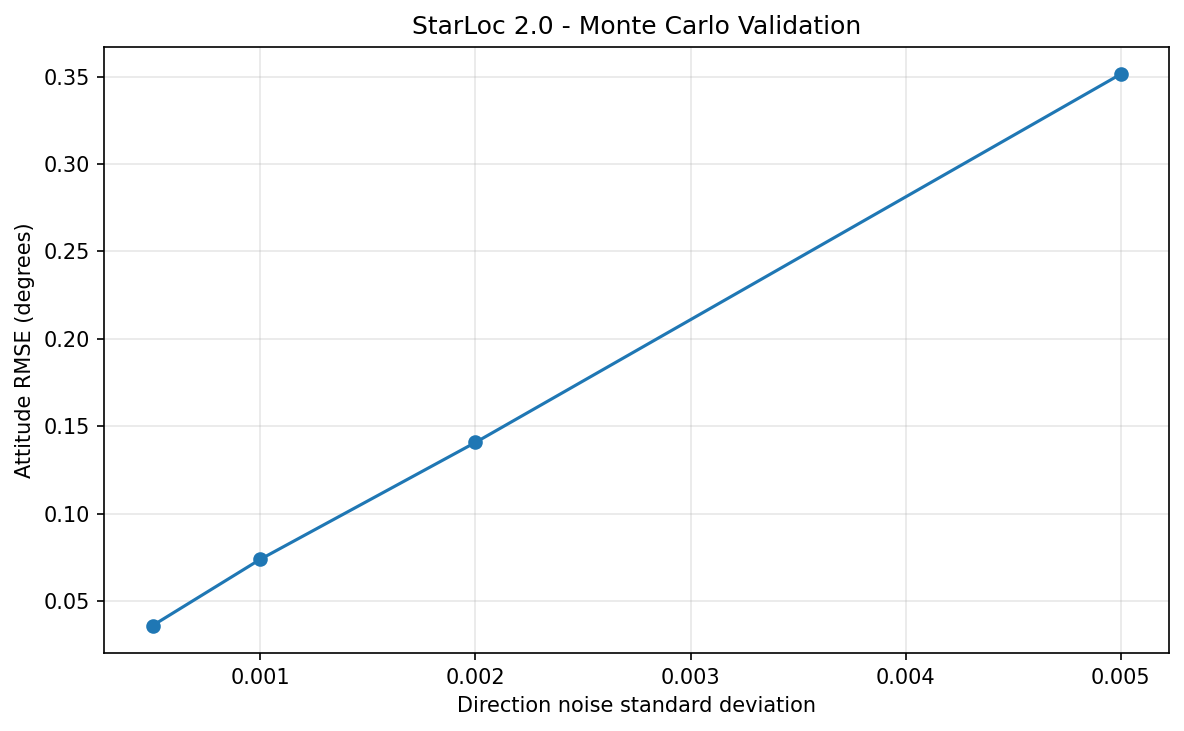 StarLoc 2.0 - Monte Carlo Validation
Attitude RMSE (degrees)
0.35
0.30
0.25
0.20
0.15
0.10
0.05
0.001 0.002 0.003 0.004 0.005
Direction noise standard deviation